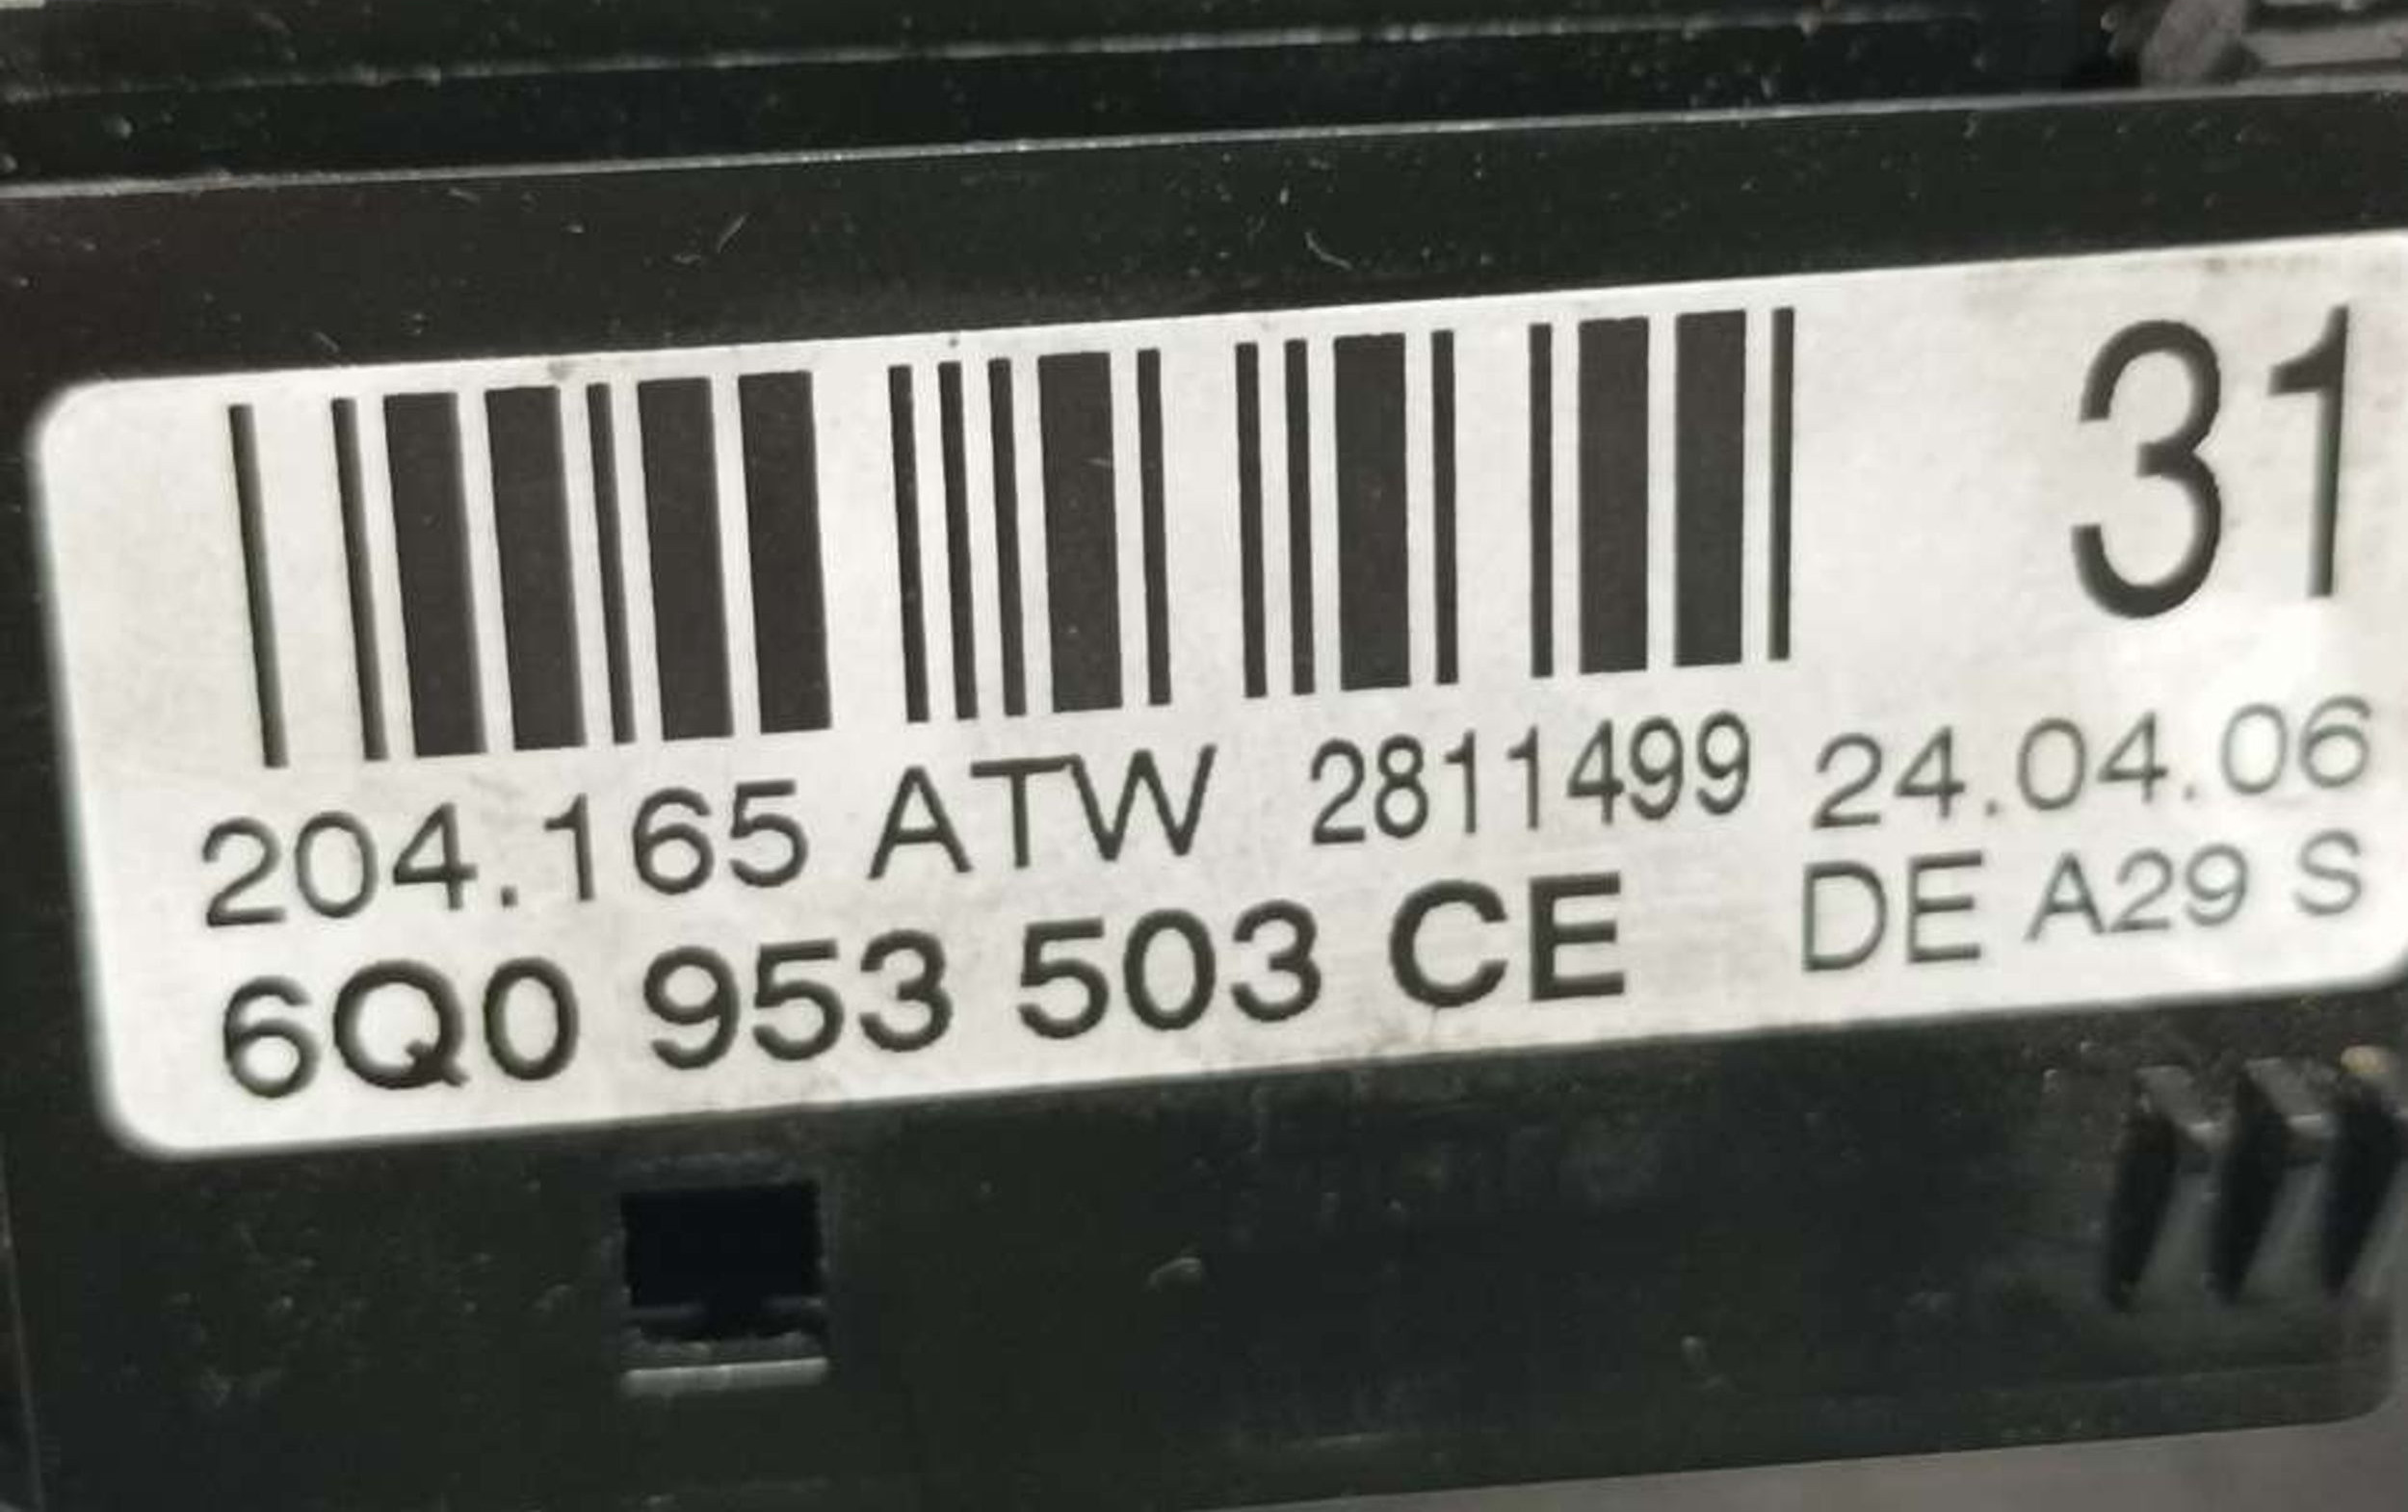 31
204.165 ATW 2811499 24.04.06
6Q0 953 503 CE DE A29 S